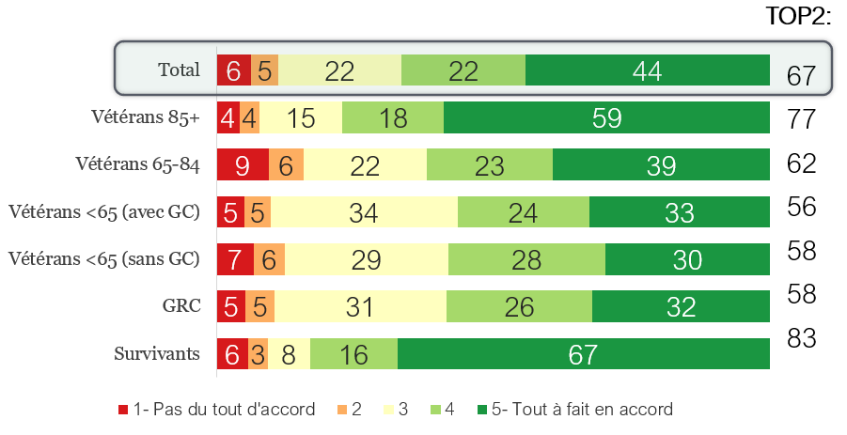 TOP2:
Total 6 5 22 22 44 67
Vétérans 85+ 4 4 15 18 59 77
Vétérans 65-84 9 6 22 23 39 62
Vétérans <65 (avec GC) 5 5 34 24 33 56
Vétérans <65 (sans GC) 7 6 29 28 30 58
GRC 5 5 31 26 32 58
Survivants 6 3 8 16 67 83
1- Pas du tout d'accord 2 3 4 5- Tout à fait en accord